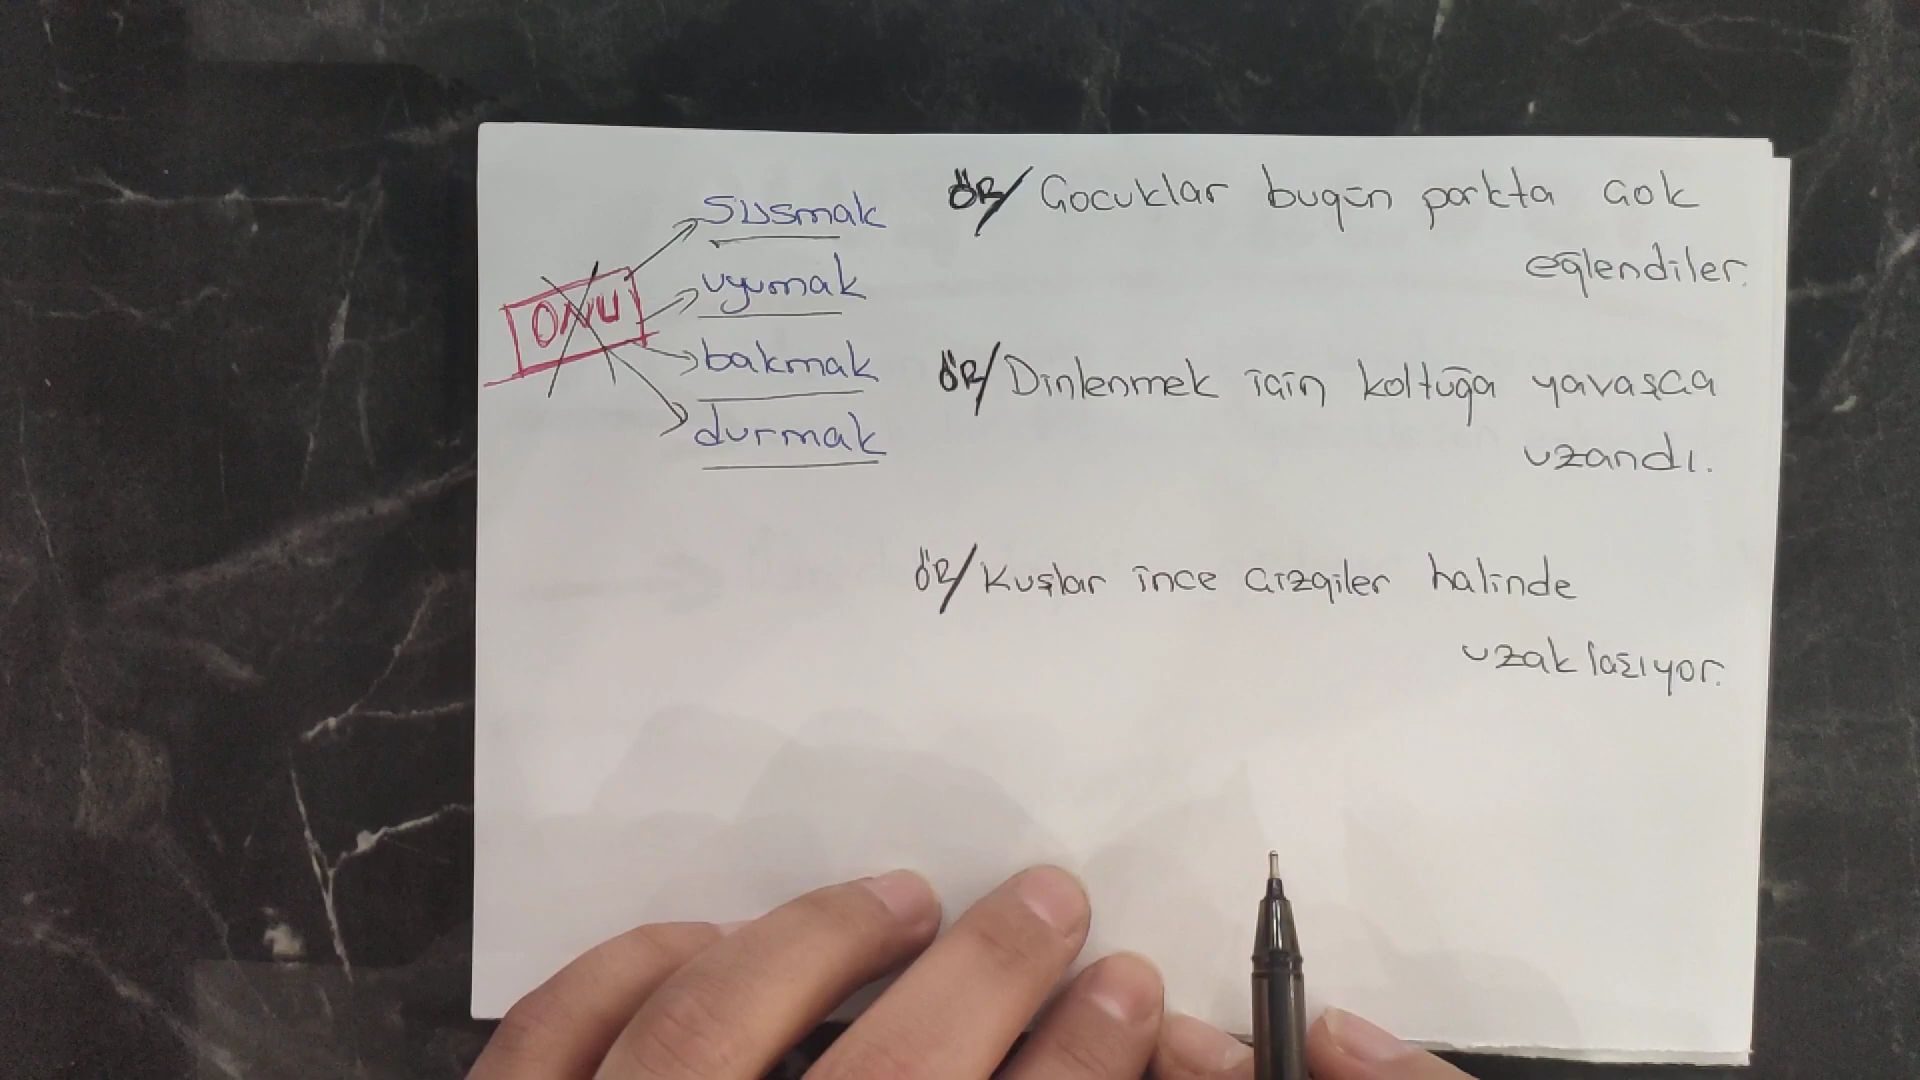 ONU
susmak
uyumak
bakmak
durmak
ÖR/ Çocuklar bugün parkta çok
eğlendiler.
ÖR/ Dinlenmek için koltuğa yavaşça
uzandı.
ÖR/ Kuşlar ince çizgiler halinde
uzaklaşıyor.